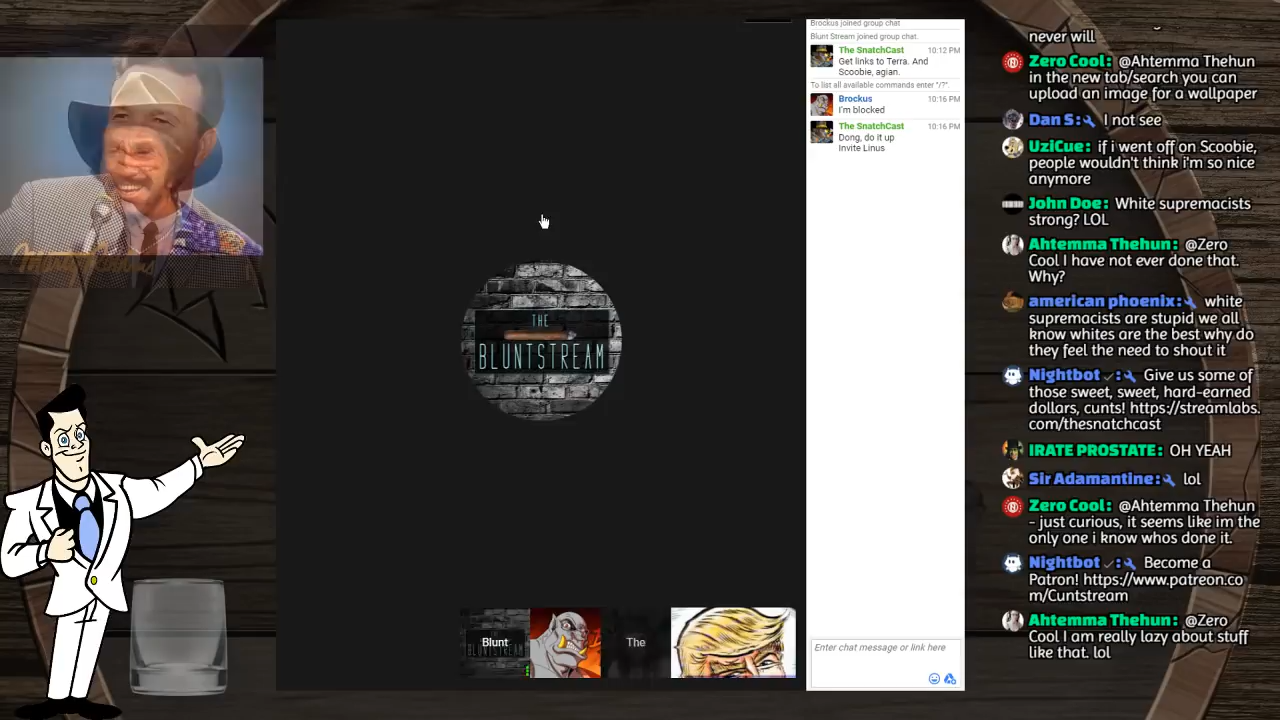 THE
BLUNTSTREAM
Blunt
The
Brockus joined group chat
Blunt Stream joined group chat.
The SnatchCast 10:12 PM
Get links to Terra. And
Scoobie, agian.
To list all available commands enter "/?".
Brockus 10:16 PM
I'm blocked
The SnatchCast 10:16 PM
Dong, do it up
Invite Linus
Enter chat message or link here
never will
Zero Cool: @Ahtemma Thehun
in the new tab/search you can
upload an image for a wallpaper
Dan S: I not see
UziCue: if i went off on Scoobie,
people wouldn't think i'm so nice
anymore
John Doe: White supremacists
strong? LOL
Ahtemma Thehun: @Zero
Cool I have not ever done that.
Why?
american phoenix: white
supremacists are stupid we all
know whites are the best why do
they feel the need to shout it
Nightbot: Give us some of
those sweet, sweet, hard-earned
dollars, cunts! https://streamlabs.
com/thesnatchcast
IRATE PROSTATE: OH YEAH
Sir Adamantine: lol
Zero Cool: @Ahtemma Thehun
- just curious, it seems like im the
only one i know whos done it.
Nightbot: Become a
Patron! https://www.patreon.co
m/Cuntstream
Ahtemma Thehun: @Zero
Cool I am really lazy about stuff
like that. lol